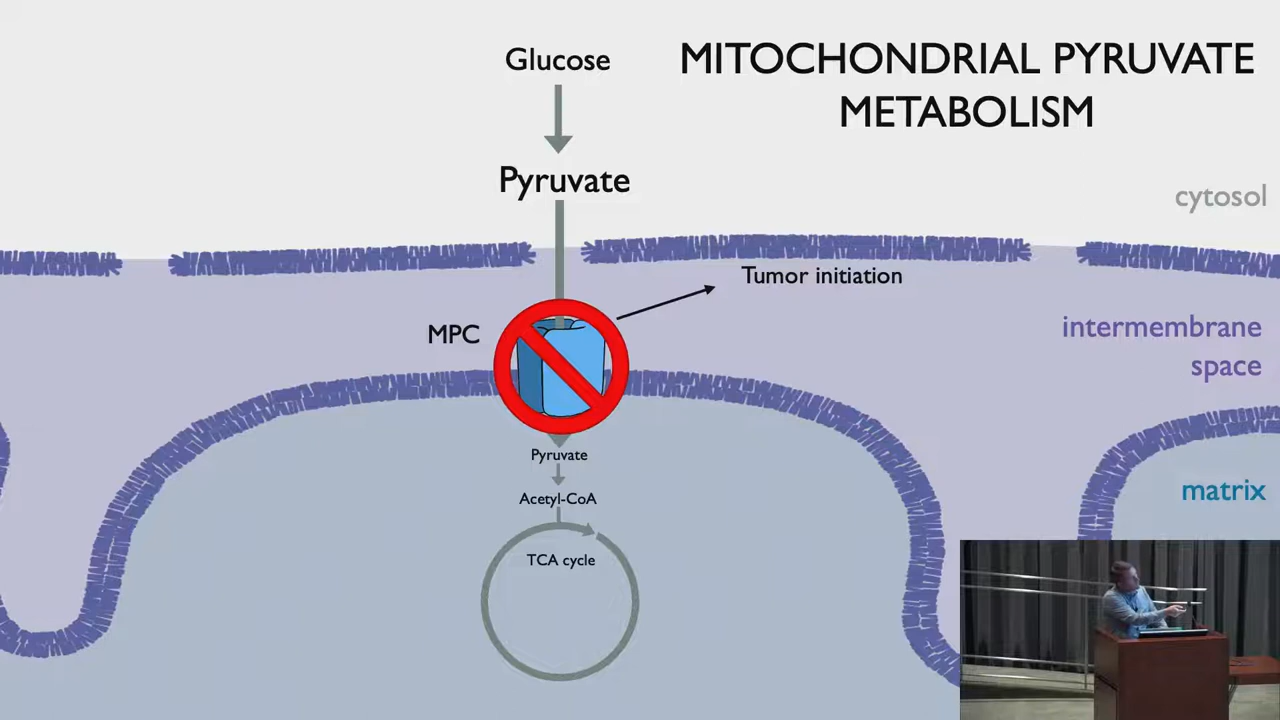 Glucose
MITOCHONDRIAL PYRUVATE
METABOLISM
Pyruvate
cytosol
Tumor initiation
MPC
intermembrane
space
Pyruvate
Acetyl-CoA
matrix
TCA cycle